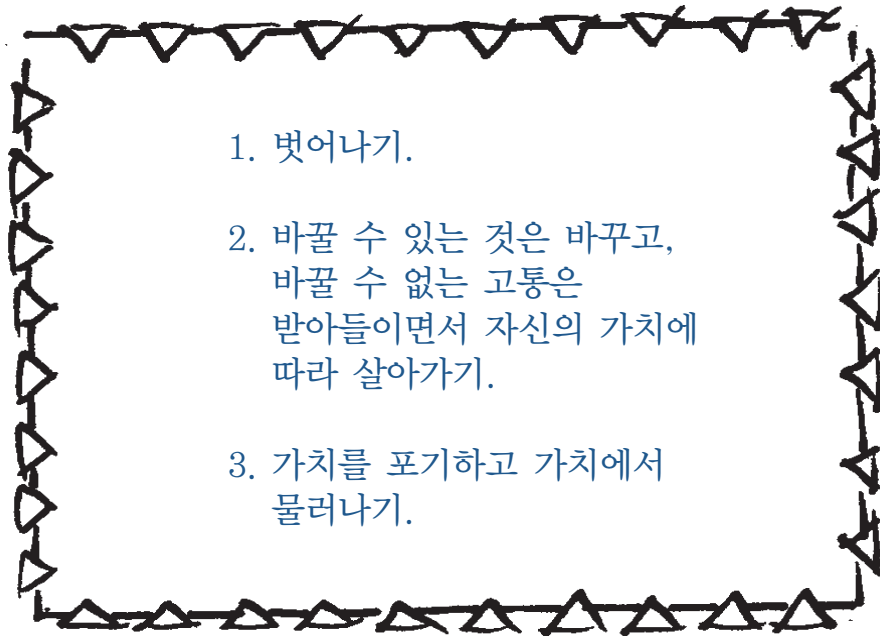 1. 벗어나기.
2. 바꿀 수 있는 것은 바꾸고,
바꿀 수 없는 고통은
받아들이면서 자신의 가치에
따라 살아가기.
3. 가치를 포기하고 가치에서
물러나기.